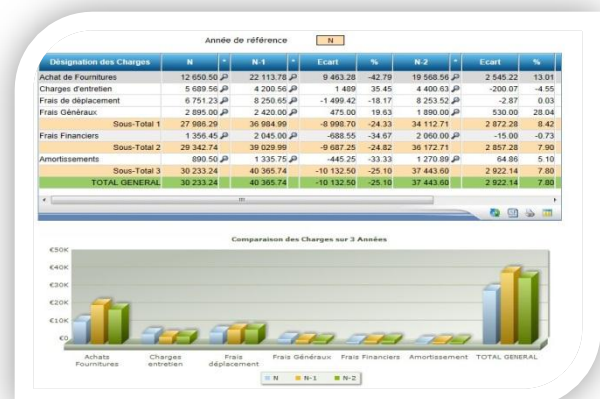 Année de référence N
Désignation des Charges N * N-1 * Ecart % N-2 * Ecart %
Achat de Fournitures 12 650.50 22 113.78 9 463.28 -42.79 19 568.56 2 545.22 13.01
Charges d'entretien 5 689.56 4 200.56 1 489 35.45 4 400.63 -200.07 -4.55
Frais de déplacement 6 751.23 8 250.65 -1 499.42 -18.17 8 253.52 -2.87 0.03
Frais Généraux 2 895.00 2 420.00 475.00 19.63 1 890.00 530.00 28.04
Sous-Total 1 27 986.29 36 984.99 -8 998.70 -24.33 34 112.71 2 872.28 8.42
Frais Financiers 1 356.45 2 045.00 -688.55 -34.67 2 060.00 -15.00 -0.73
Sous-Total 2 29 342.74 39 029.99 -9 687.25 -24.82 36 172.71 2 857.28 7.90
Amortissements 890.50 1 335.75 -445.25 -33.33 1 270.89 64.86 5.10
Sous-Total 3 30 233.24 40 365.74 -10 132.50 -25.10 37 443.60 2 922.14 7.80
TOTAL GENERAL 30 233.24 40 365.74 -10 132.50 -25.10 37 443.60 2 922.14 7.80
Comparaison des Charges sur 3 Années
€50K
€40K
€30K
€20K
€10K
€0
Achats Charges Frais Frais Généraux Frais Financiers Amortissement TOTAL GENERAL
Fournitures entretien déplacement
N N-1 N-2